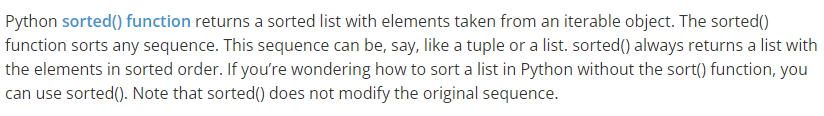 Python sorted() function returns a sorted list with elements taken from an iterable object. The sorted()
function sorts any sequence. This sequence can be, say, like a tuple or a list. sorted() always returns a list with
the elements in sorted order. If you’re wondering how to sort a list in Python without the sort() function, you
can use sorted(). Note that sorted() does not modify the original sequence.